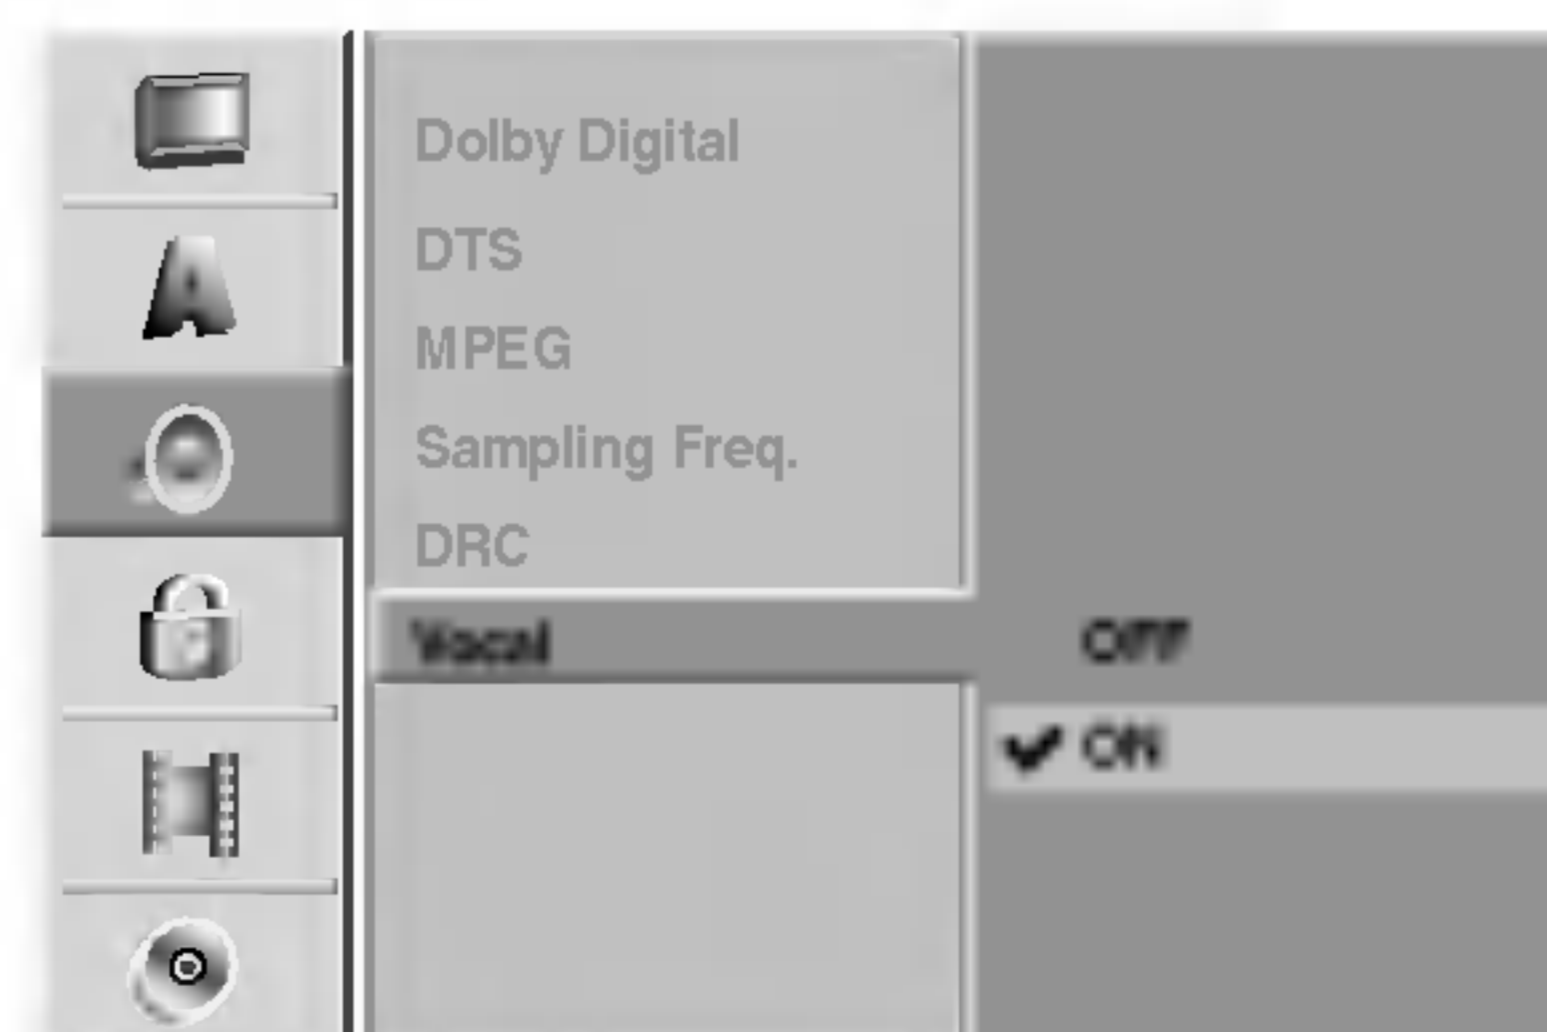 Dolby Digital
DTS
MPEG
Sampling Freq.
DRC
Vocal OFF
ON